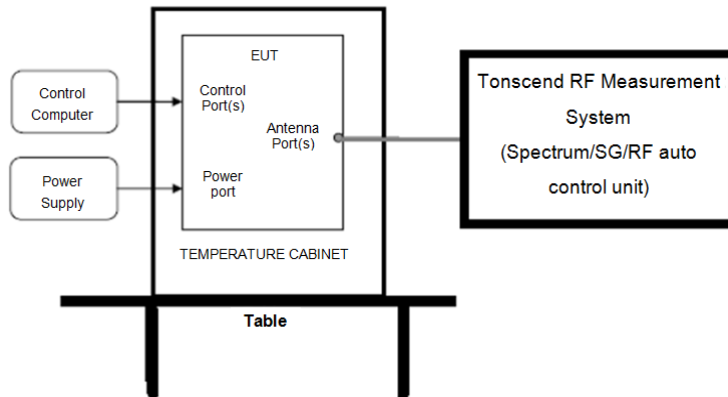 EUT
Control
Computer
Control
Port(s)
Antenna
Port(s)
Power
Supply
Power
port
TEMPERATURE CABINET
Table
Tonscend RF Measurement
System
(Spectrum/SG/RF auto
control unit)